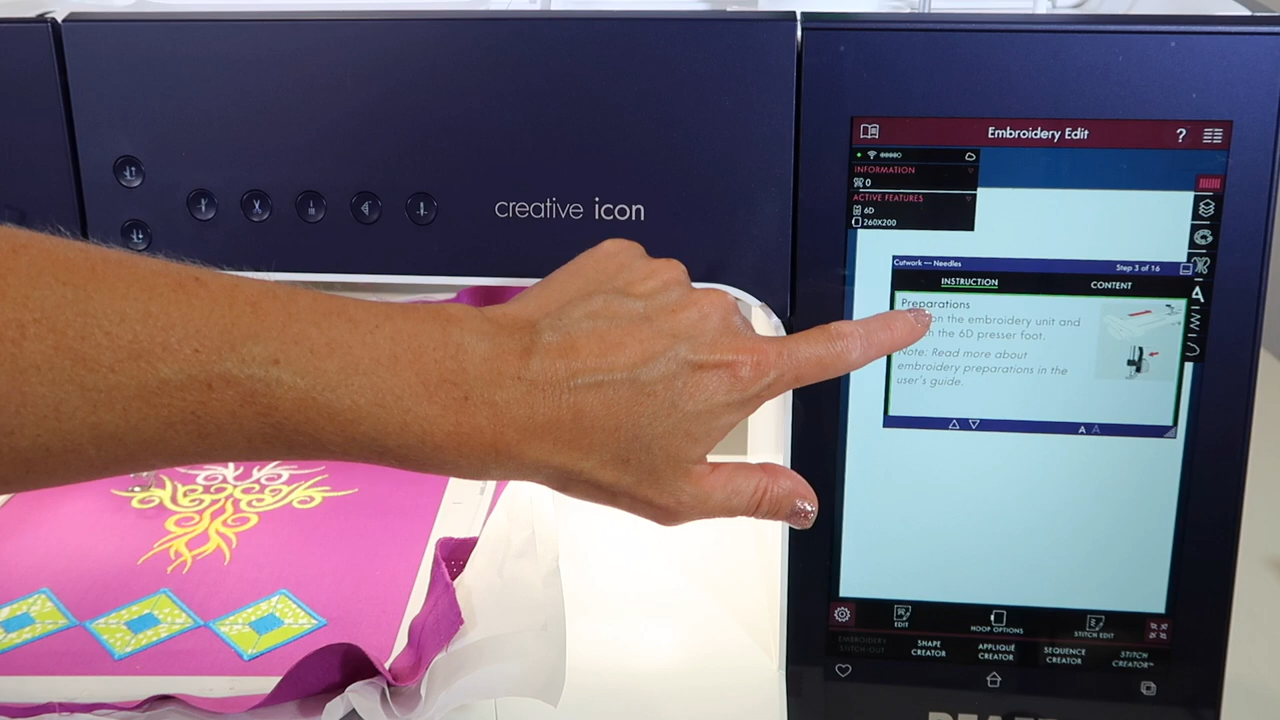 creative icon
Embroidery Edit ?
INFORMATION
0
ACTIVE FEATURES
6D
260X200
Cutwork — Needles Step 3 of 16
INSTRUCTION CONTENT
Preparations
on the embroidery unit and
the 6D presser foot.
Note: Read more about
embroidery preparations in the
user's guide.
A A
A
EDIT
HOOP OPTIONS
STITCH EDIT
EMBROIDERY
STITCH-OUT
SHAPE
CREATOR
APPLIQUÉ
CREATOR
SEQUENCE
CREATOR
STITCH
CREATOR™